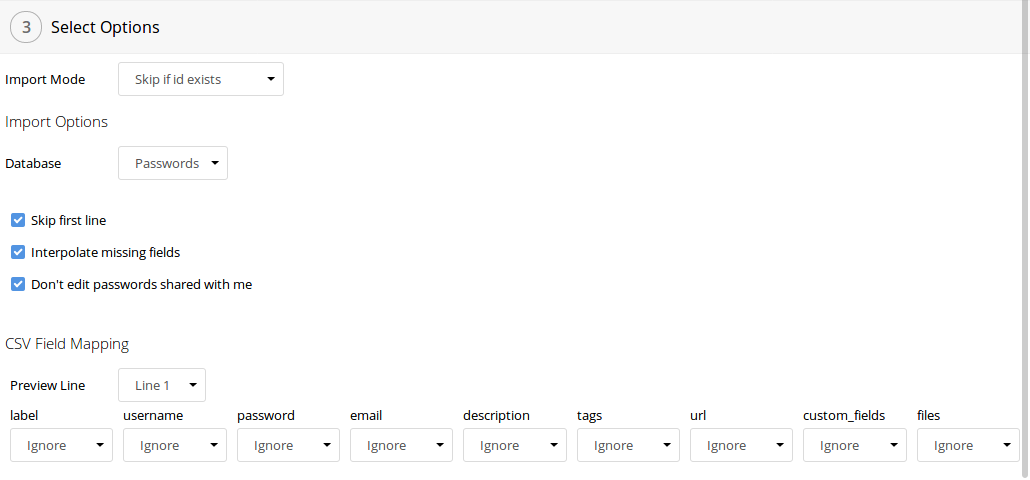 3 Select Options
Import Mode Skip if id exists
Import Options
Database Passwords
Skip first line
Interpolate missing fields
Don't edit passwords shared with me
CSV Field Mapping
Preview Line Line 1
label username password email description tags url custom_fields files
Ignore Ignore Ignore Ignore Ignore Ignore Ignore Ignore Ignore